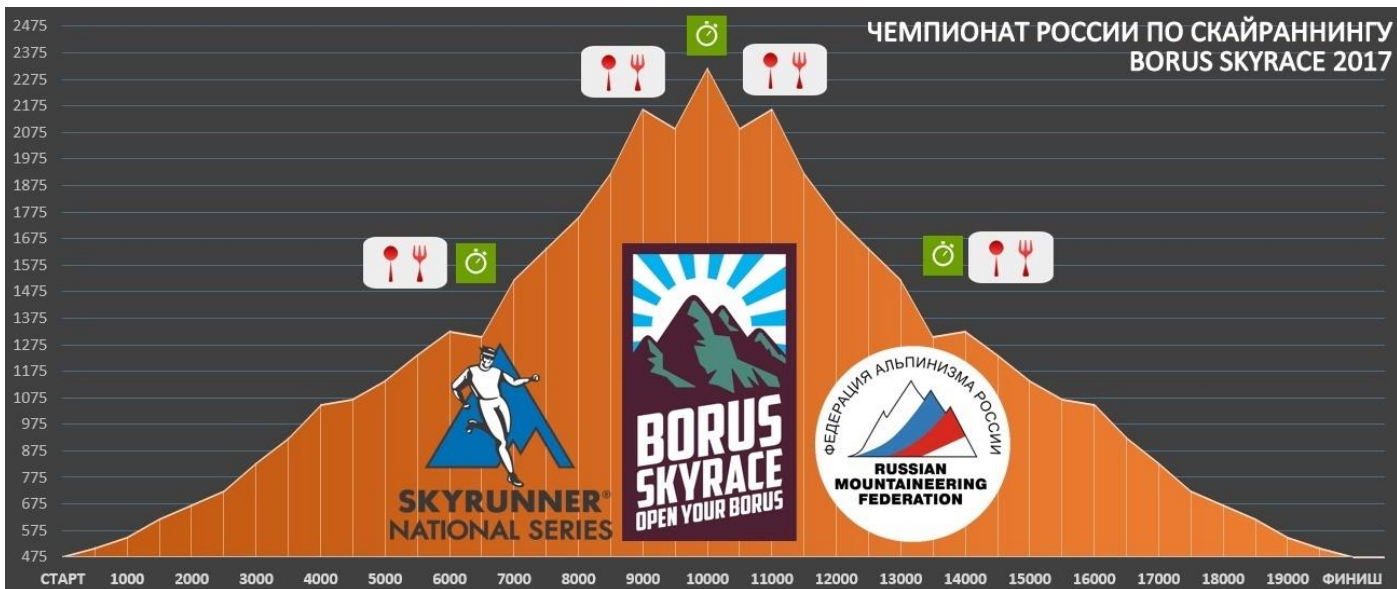 ЧЕМПИОНАТ РОССИИ ПО СКАЙРАННИНГУ
BORUS SKYRACE 2017
2475
2375
2275
2175
2075
1975
1875
1775
1675
1575
1475
1375
1275
1175
1075
975
875
775
675
575
475
SKYRUNNER®
NATIONAL SERIES
BORUS
SKYRACE
OPEN YOUR BORUS
ФЕДЕРАЦИЯ АЛЬПИНИЗМА РОССИИ
RUSSIAN
MOUNTAINEERING
FEDERATION
СТАРТ 1000 2000 3000 4000 5000 6000 7000 8000 9000 10000 11000 12000 13000 14000 15000 16000 17000 18000 19000 ФИНИШ